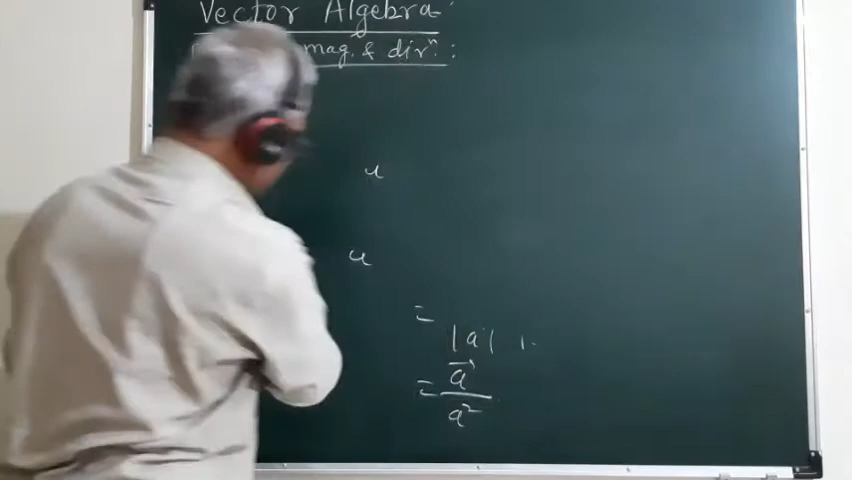 Vector Algebra:
mag. & dirⁿ:
u
u
=
|a|
= a⃗ / a²